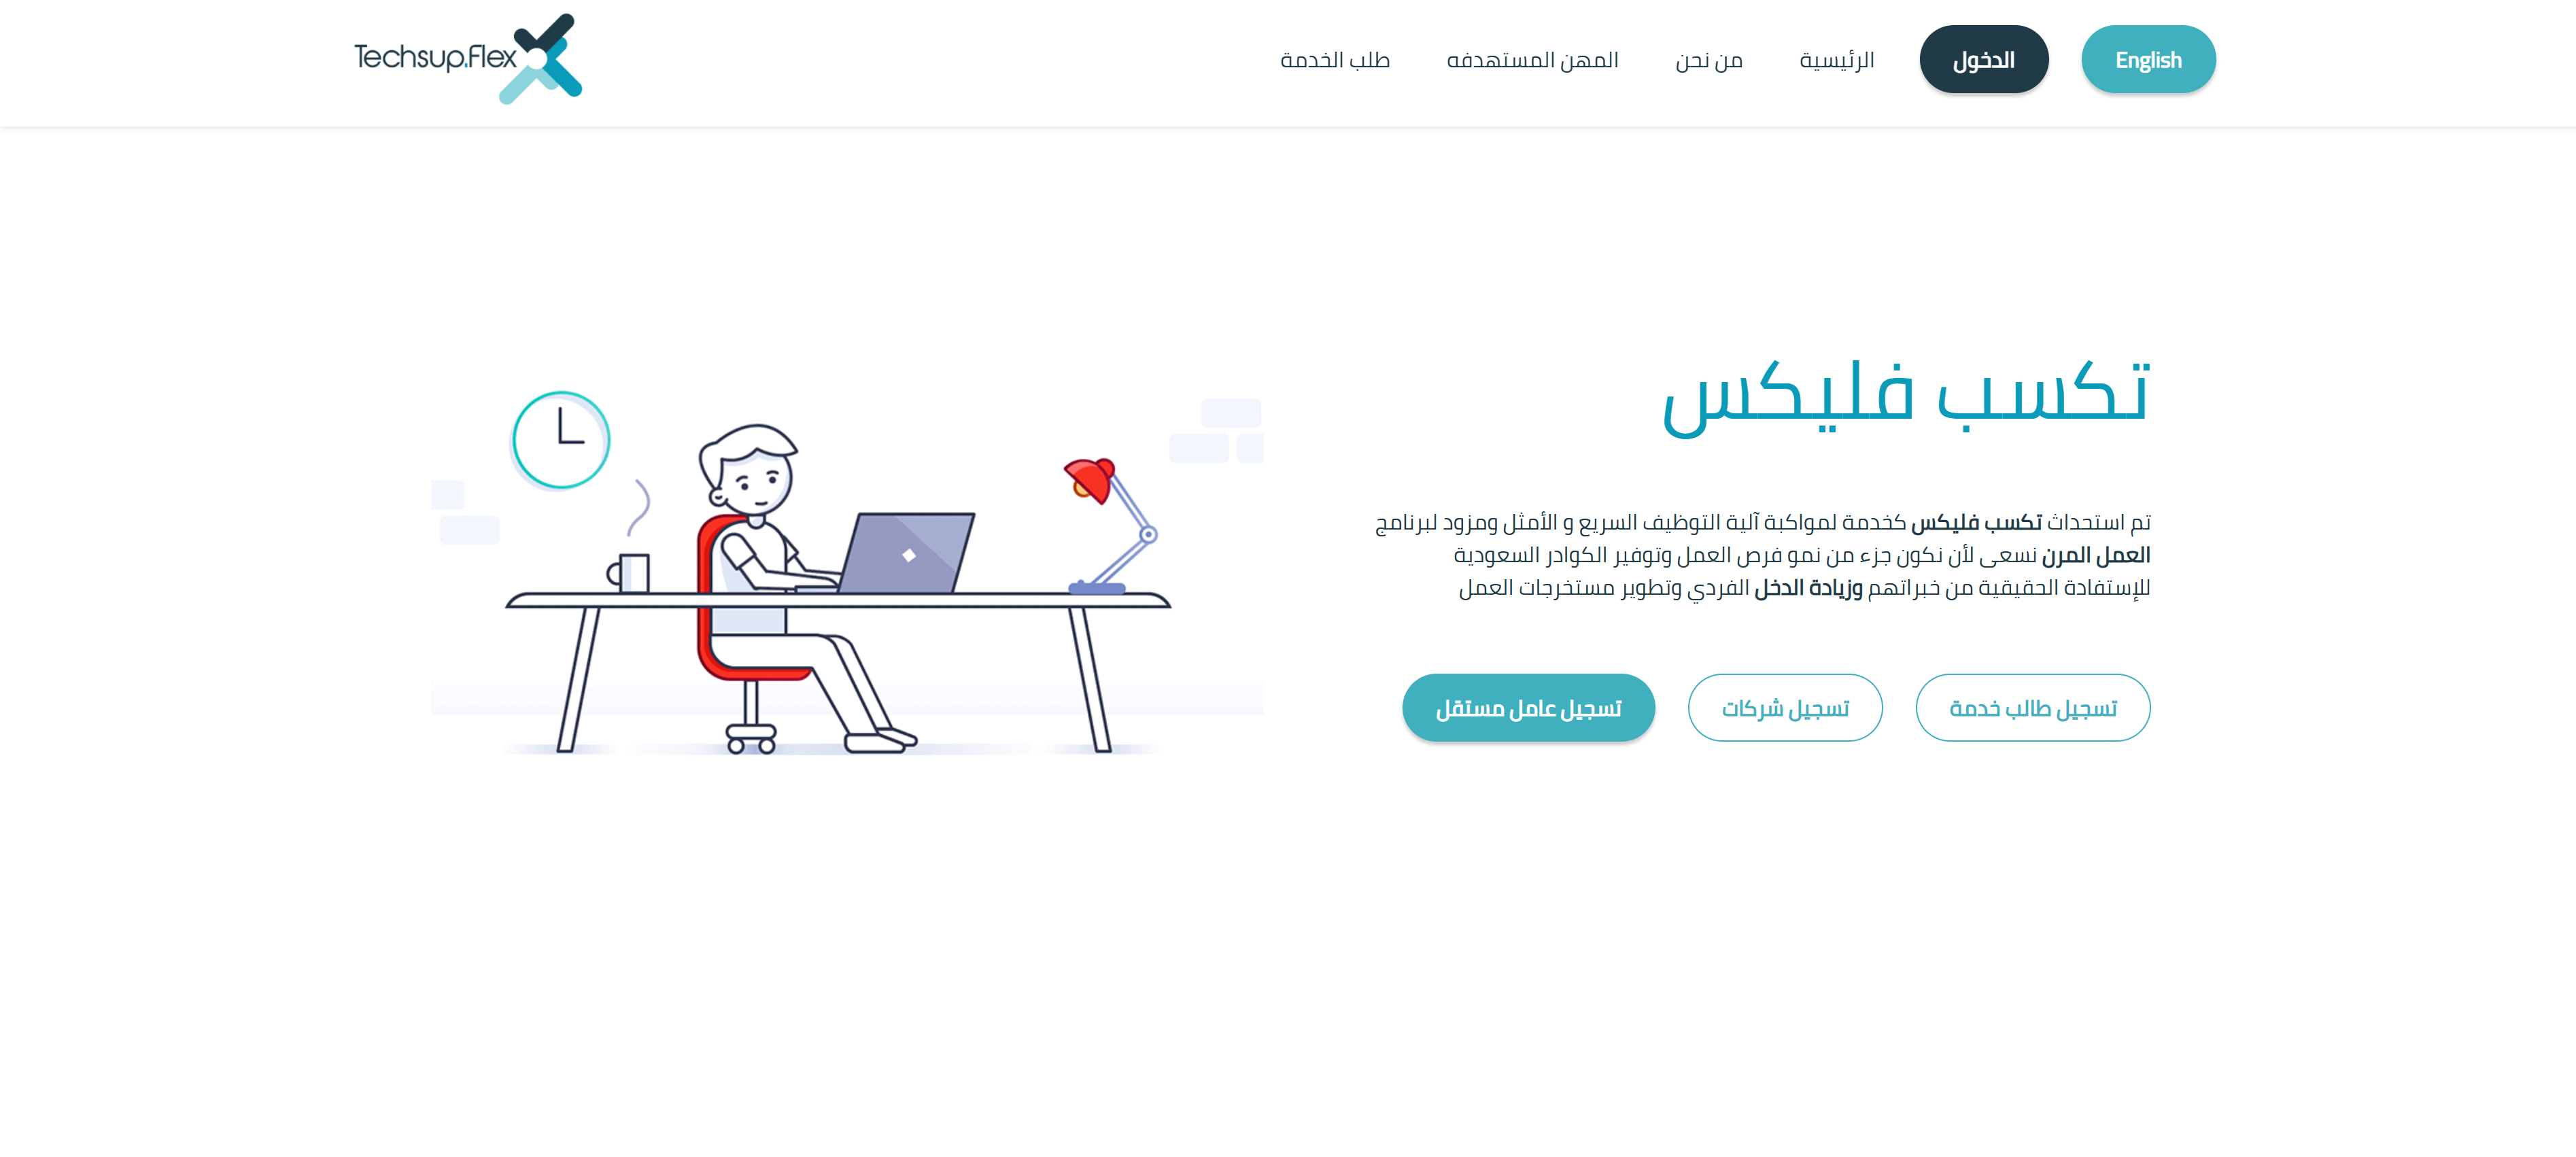 English
الدخول
الرئيسية
من نحن
المهن المستهدفه
طلب الخدمة
Techsup.Flex
تكسب فليكس
تم استحداث تكسب فليكس كخدمة لمواكبة آلية التوظيف السريع و الأمثل ومزود لبرنامج
العمل المرن نسعى لأن نكون جزء من نمو فرص العمل وتوفير الكوادر السعودية
للإستفادة الحقيقية من خبراتهم وزيادة الدخل الفردي وتطوير مستخرجات العمل
تسجيل طالب خدمة
تسجيل شركات
تسجيل عامل مستقل